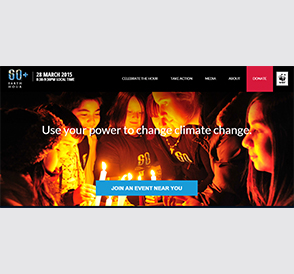 60+
EARTH HOUR
28 MARCH 2015
8:30-9:30PM LOCAL TIME
CELEBRATE THE HOUR
TAKE ACTION
MEDIA
ABOUT
DONATE
WWF
Use your power to change climate change.
60
JOIN AN EVENT NEAR YOU